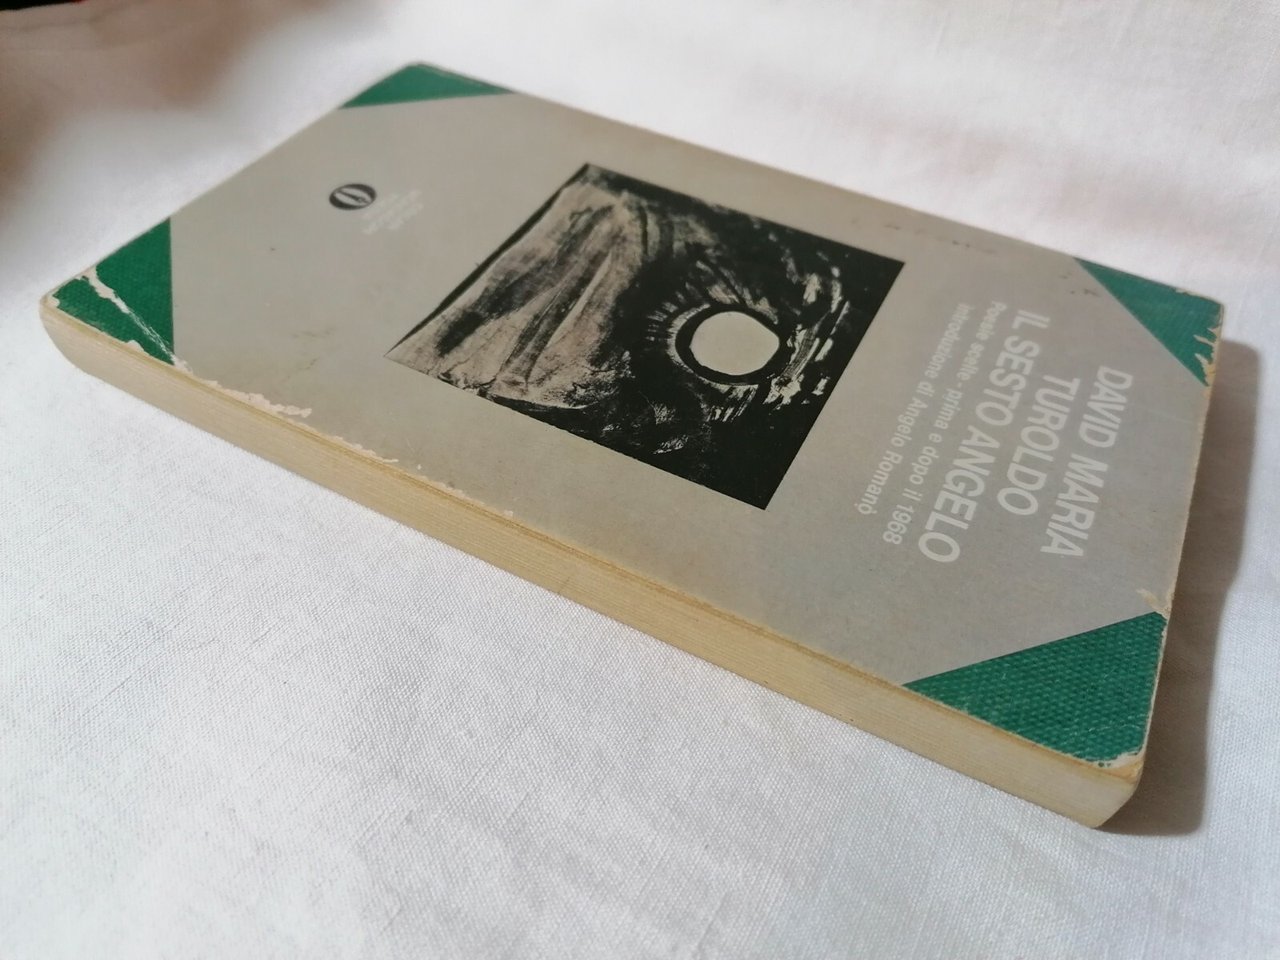 DAVID MARIA
TUROLDO
IL SESTO ANGELO
Poesie scelte - prima e dopo il 1968
introduzione di Angelo Romanò